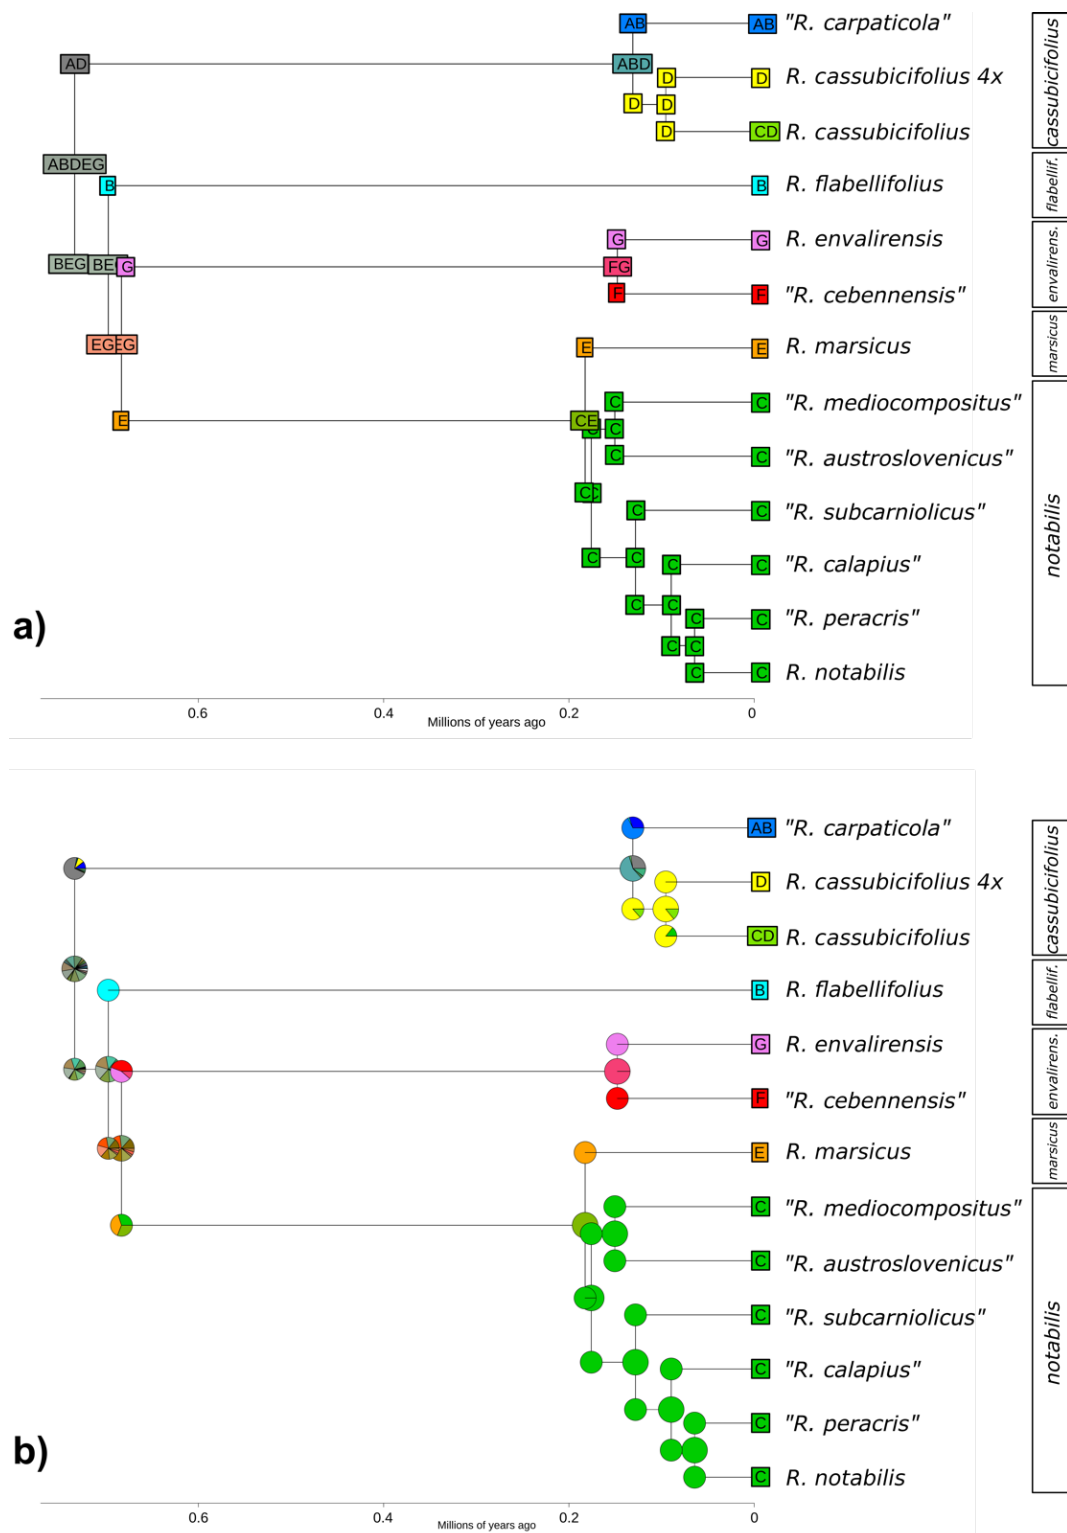 AB AB "R. carpaticola"
AD ABD
D D R. cassubicifolius 4x
D D
D CD R. cassubicifolius
cassubicifolius
ABDEG
B B R. flabellifolius
flabellif.
G G R. envalirensis
BEG G FG
F F "R. cebennensis"
envalirens.
EG EG E E R. marsicus
marsicus
C C "R. mediocompositus"
E CE C
C C "R. austroslovenicus"
C
C C "R. subcarniolicus"
C C C C "R. calapius"
a)
C C C C "R. peracris"
C C
C C R. notabilis
notabilis
0.6 0.4 0.2 0
Millions of years ago
AB "R. carpaticola"
D R. cassubicifolius 4x
CD R. cassubicifolius
cassubicifolius
B R. flabellifolius
flabellif.
G R. envalirensis
F "R. cebennensis"
envalirens.
E R. marsicus
marsicus
C "R. mediocompositus"
C "R. austroslovenicus"
C "R. subcarniolicus"
C "R. calapius"
C "R. peracris"
b)
C R. notabilis
notabilis
0.6 0.4 0.2 0
Millions of years ago